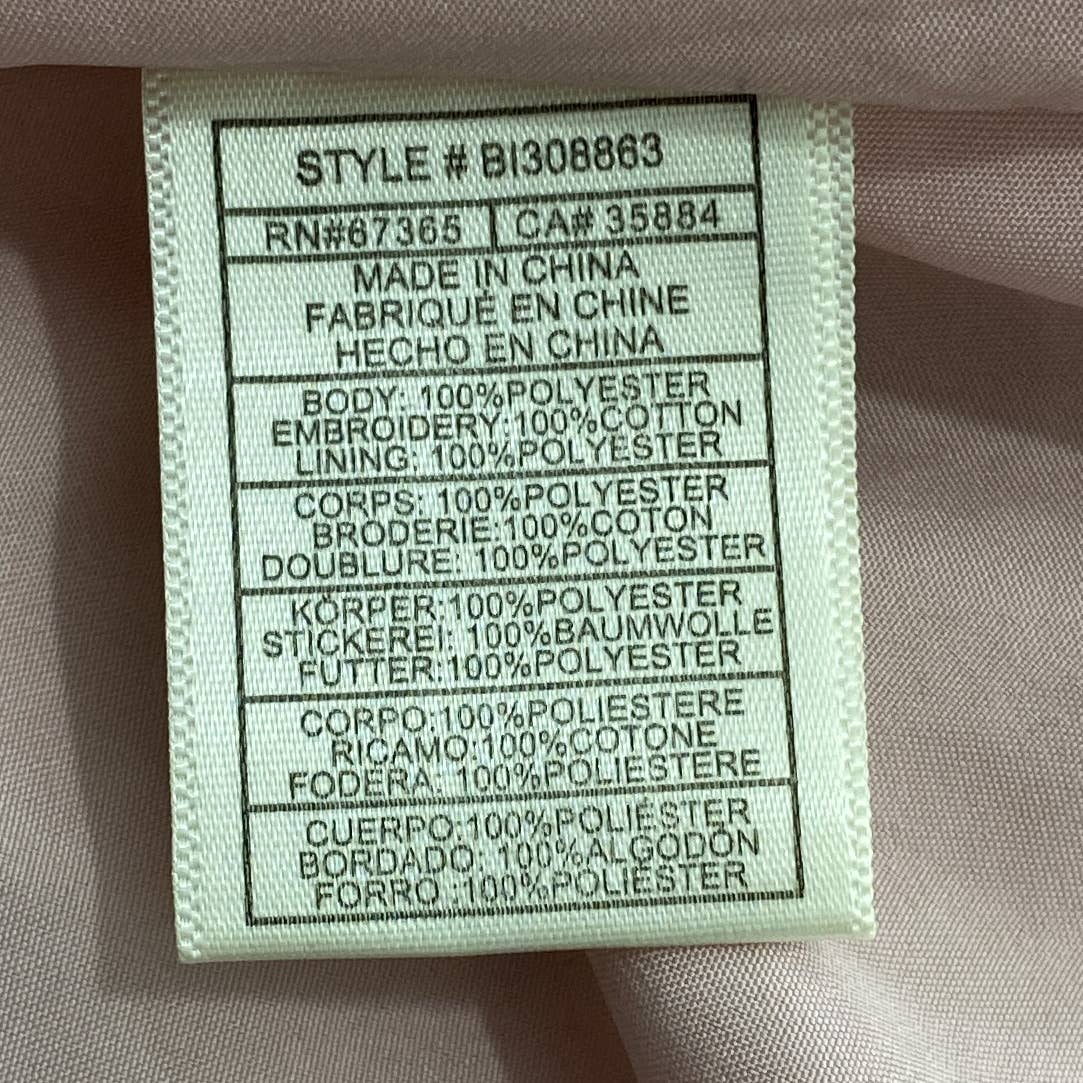 STYLE # BI308863
RN#67365 CA# 35884
MADE IN CHINA
FABRIQUÉ EN CHINE
HECHO EN CHINA
BODY: 100%POLYESTER
EMBROIDERY:100%COTTON
LINING: 100%POLYESTER
CORPS: 100%POLYESTER
BRODERIE:100%COTON
DOUBLURE: 100%POLYESTER
KÖRPER:100%POLYESTER
STICKEREI: 100%BAUMWOLLE
FUTTER:100%POLYESTER
CORPO:100%POLIESTERE
RICAMO:100%COTONE
FODERA: 100%POLIESTERE
CUERPO:100%POLIÉSTER
BORDADO: 100%ALGODÓN
FORRO :100%POLIÉSTER